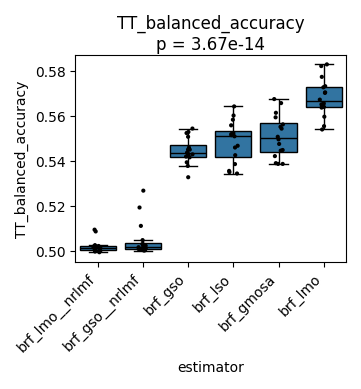 TT_balanced_accuracy
p = 3.67e-14
TT_balanced_accuracy
0.58
0.56
0.54
0.52
0.50
brf_lmo__nrlmf
brf_gso__nrlmf
brf_gso
brf_lso
brf_gmosa
brf_lmo
estimator